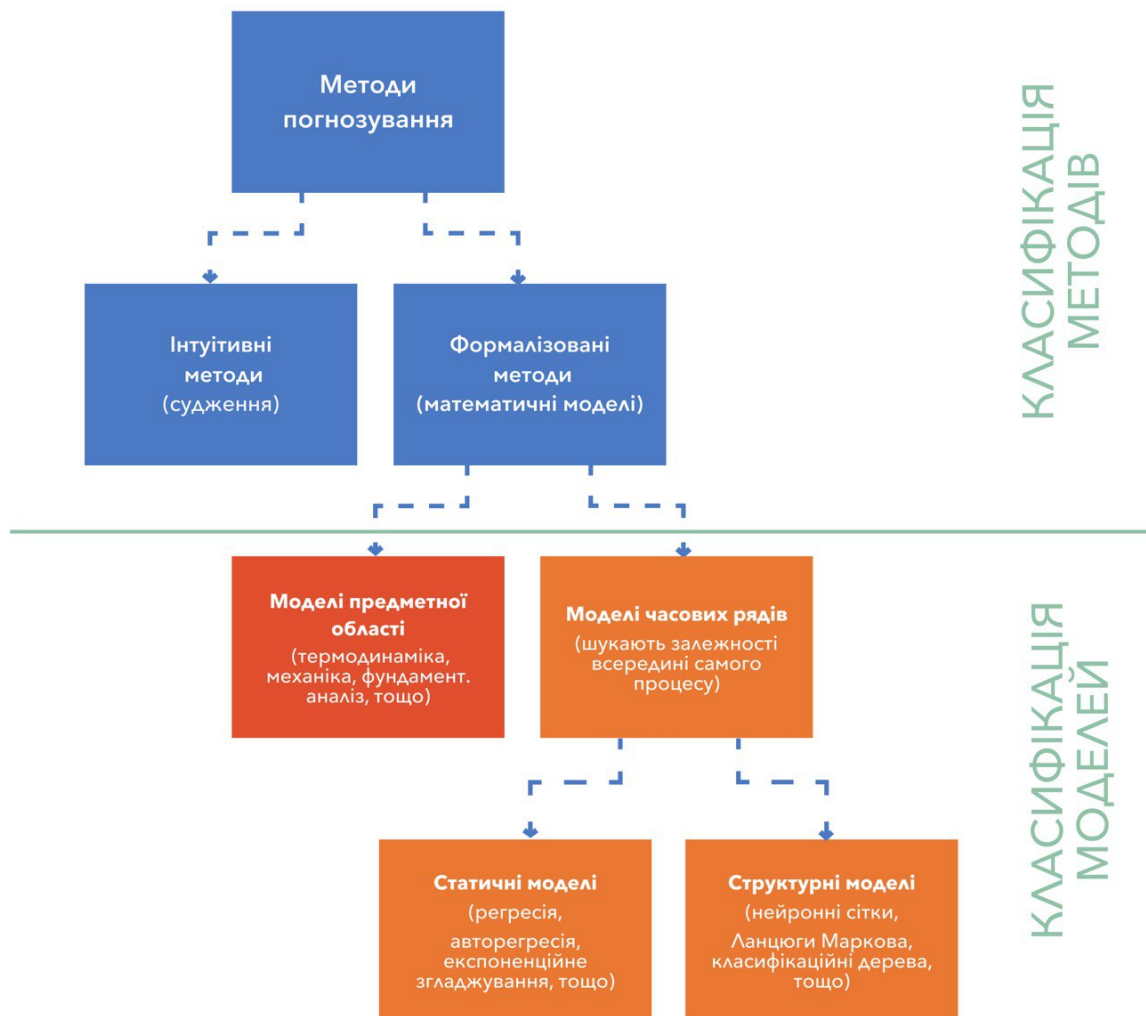 Методи
погнозування
КЛАСИФІКАЦІЯ
МЕТОДІВ
Інтуітивні
методи
(судження)
Формалізовані
методи
(математичні моделі)
Моделі предметної
області
(термодинаміка,
механіка, фундамент.
аналіз, тощо)
Моделі часових рядів
(шукають залежності
всередині самого
процесу)
КЛАСИФІКАЦІЯ
МОДЕЛЕЙ
Статичні моделі
(регресія,
авторегресія,
експоненційне
згладжування, тощо)
Структурні моделі
(нейронні сітки,
Ланцюги Маркова,
класифікаційні дерева,
тощо)